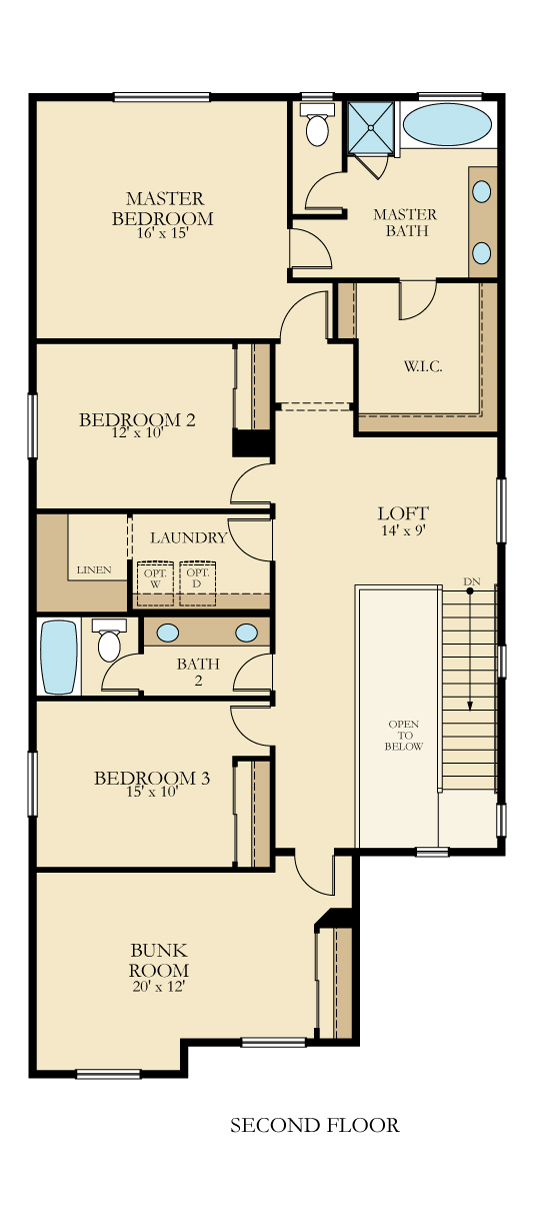 MASTER
BEDROOM
16' x 15'
MASTER
BATH
W.I.C.
BEDROOM 2
12' x 10'
LOFT
14' x 9'
LAUNDRY
LINEN
OPT.
W
OPT.
D
DN
BATH
2
OPEN
TO
BELOW
BEDROOM 3
15' x 10'
BUNK
ROOM
20' x 12'
SECOND FLOOR